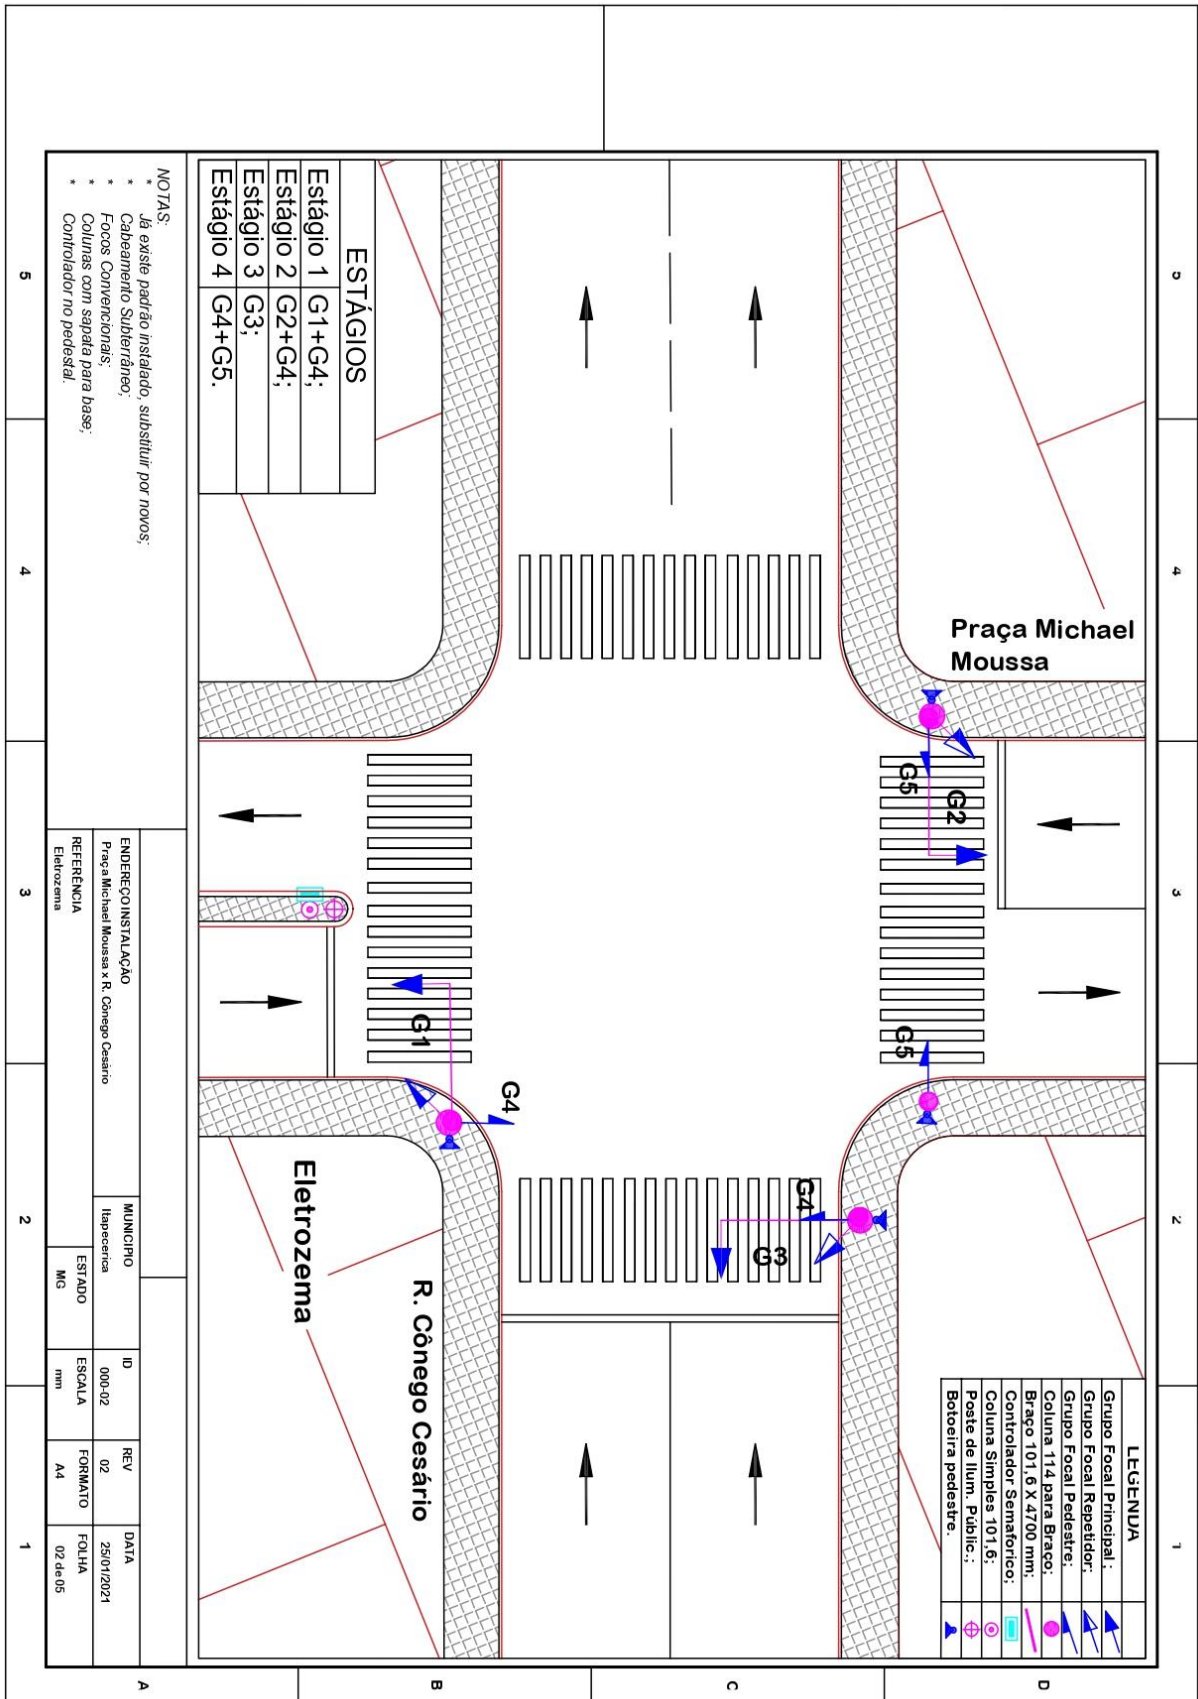 5
4
3
2
1
5
4
3
2
1
A
B
C
D
LEGENDA
Grupo Focal Principal ;
Grupo Focal Repetidor;
Grupo Focal Pedestre;
Coluna 114 para Braço;
Braço 101,6 X 4700 mm;
Controlador Semaforico;
Coluna Simples 101,6;
Poste de Ilum. Públic.;
Botoeira pedestre.
Praça Michael
Moussa
G5
G2
G5
G1
G4
G4
G3
Eletrozema
R. Cônego Cesário
ESTÁGIOS
Estágio 1 G1+G4;
Estágio 2 G2+G4;
Estágio 3 G3;
Estágio 4 G4+G5.
NOTAS:
* Já existe padrão instalado, substituir por novos;
* Cabeamento Subterrâneo;
* Focos Convencionais;
* Colunas com sapata para base;
* Controlador no pedestal.
ENDEREÇO INSTALAÇÃO
Praça Michael Moussa x R. Cônego Cesário
MUNICIPIO
Itapecerica
ID
000-02
REV
02
DATA
25/01/2021
REFERÊNCIA
Eletrozema
ESTADO
MG
ESCALA
mm
FORMATO
A4
FOLHA
02 de 05